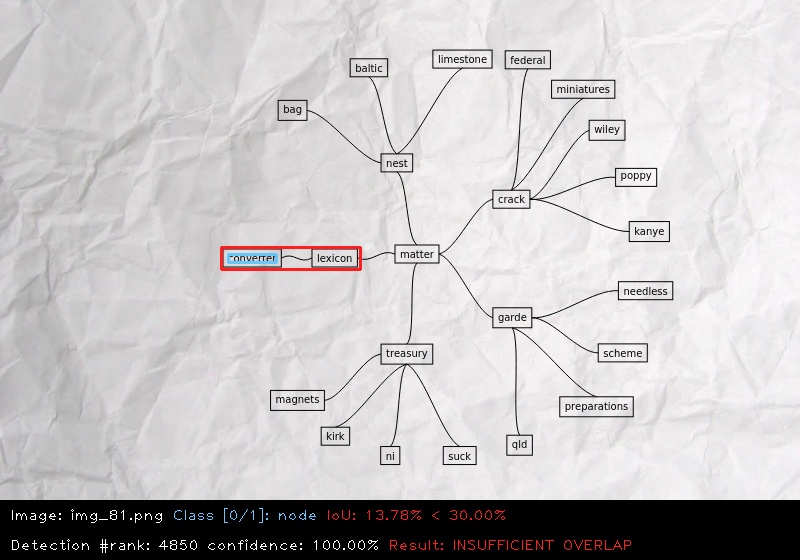 limestone
federal
baltic
miniatures
bag
wiley
nest
poppy
crack
kanye
matter
converter
lexicon
needless
garde
scheme
treasury
magnets
preparations
kirk
qld
ni
suck
Image: img_81.png Class [0/1]: node IoU: 13.78% < 30.00%
Detection #rank: 4850 confidence: 100.00% Result: INSUFFICIENT OVERLAP